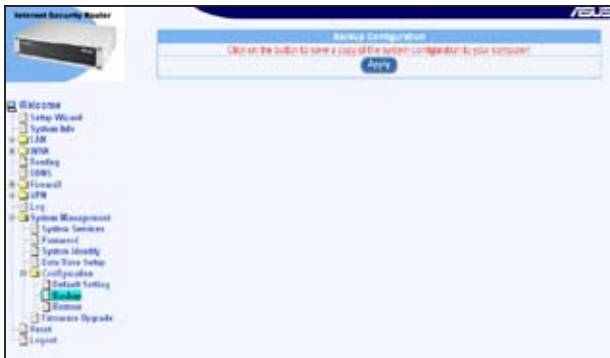 Internet Security Router
ASUS
Backup Configuration
Click on the button to save a copy of the system configuration to your computer!
Apply
Welcome
Setup Wizard
System Info
LAN
WAN
Routing
DDNS
Firewall
VPN
Log
System Management
System Services
Password
System Identity
Date/Time Setup
Configuration
Default Setting
Backup
Restore
Firmware Upgrade
Reset
Logout